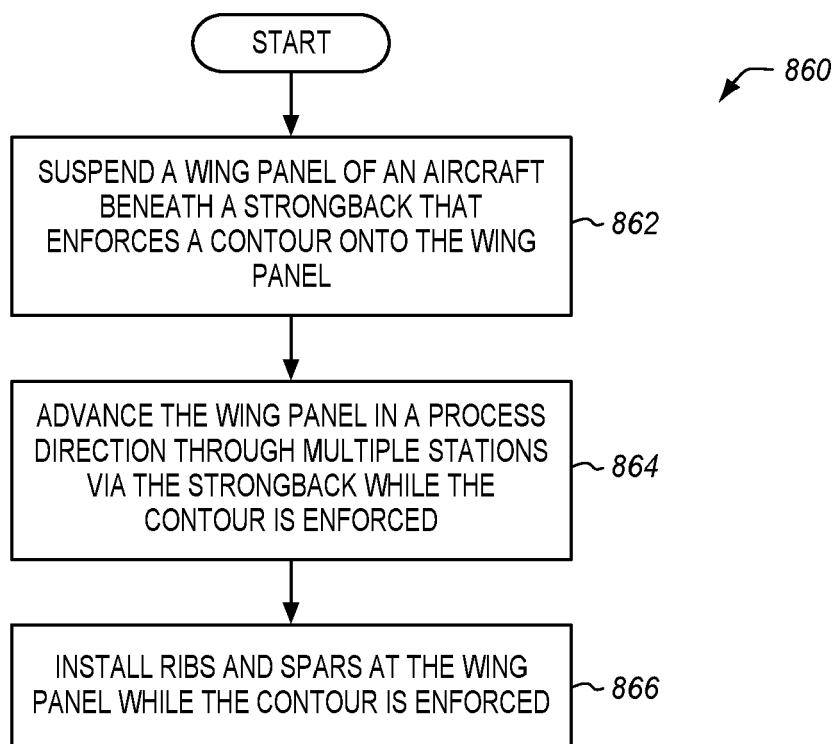 START
860
SUSPEND A WING PANEL OF AN AIRCRAFT
BENEATH A STRONGBACK THAT
ENFORCES A CONTOUR ONTO THE WING
PANEL
862
ADVANCE THE WING PANEL IN A PROCESS
DIRECTION THROUGH MULTIPLE STATIONS
VIA THE STRONGBACK WHILE THE
CONTOUR IS ENFORCED
864
INSTALL RIBS AND SPARS AT THE WING
PANEL WHILE THE CONTOUR IS ENFORCED
866